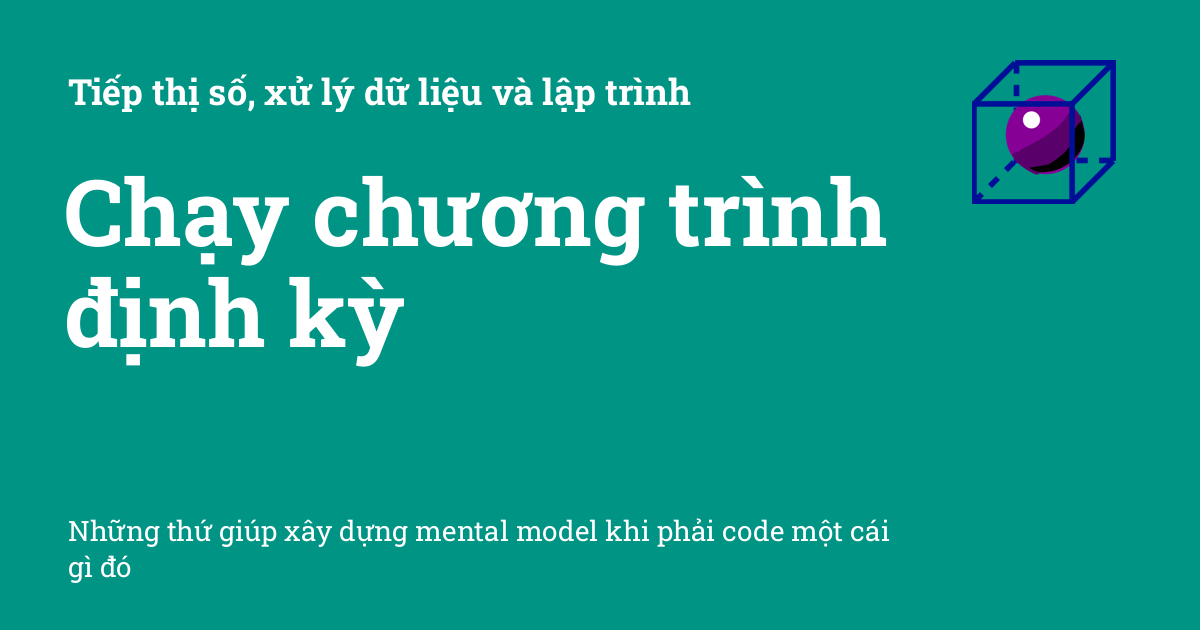 Tiếp thị số, xử lý dữ liệu và lập trình
Chạy chương trình
định kỳ
Những thứ giúp xây dựng mental model khi phải code một cái
gì đó